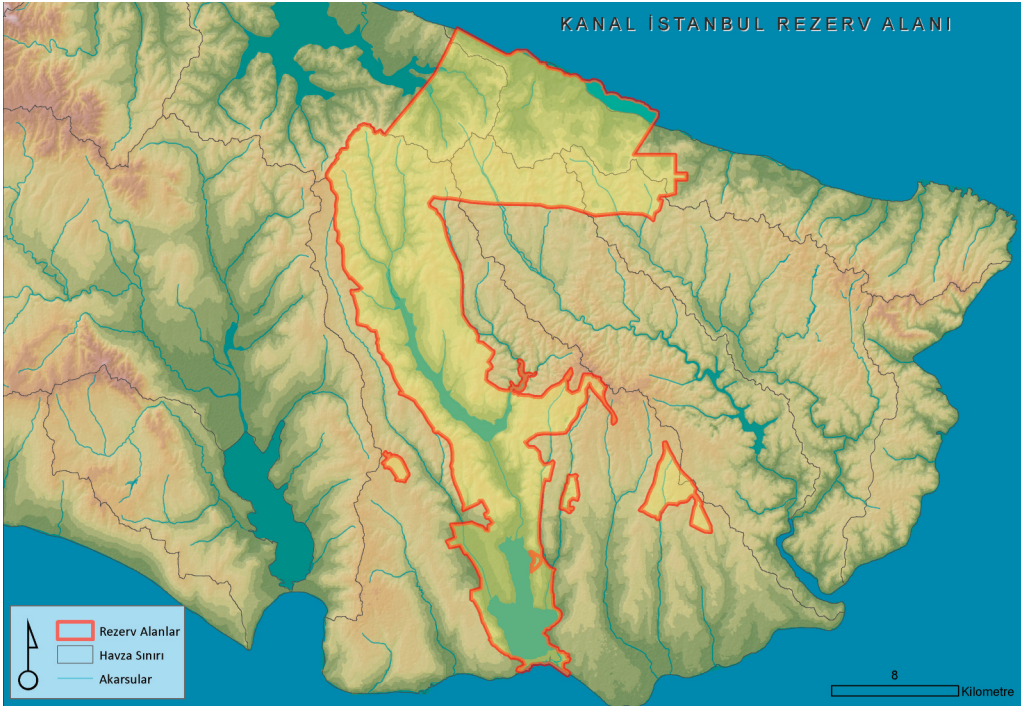 KANAL İSTANBUL REZERV ALANI
Rezerv Alanlar
Havza Sınırı
Akarsular
8
Kilometre